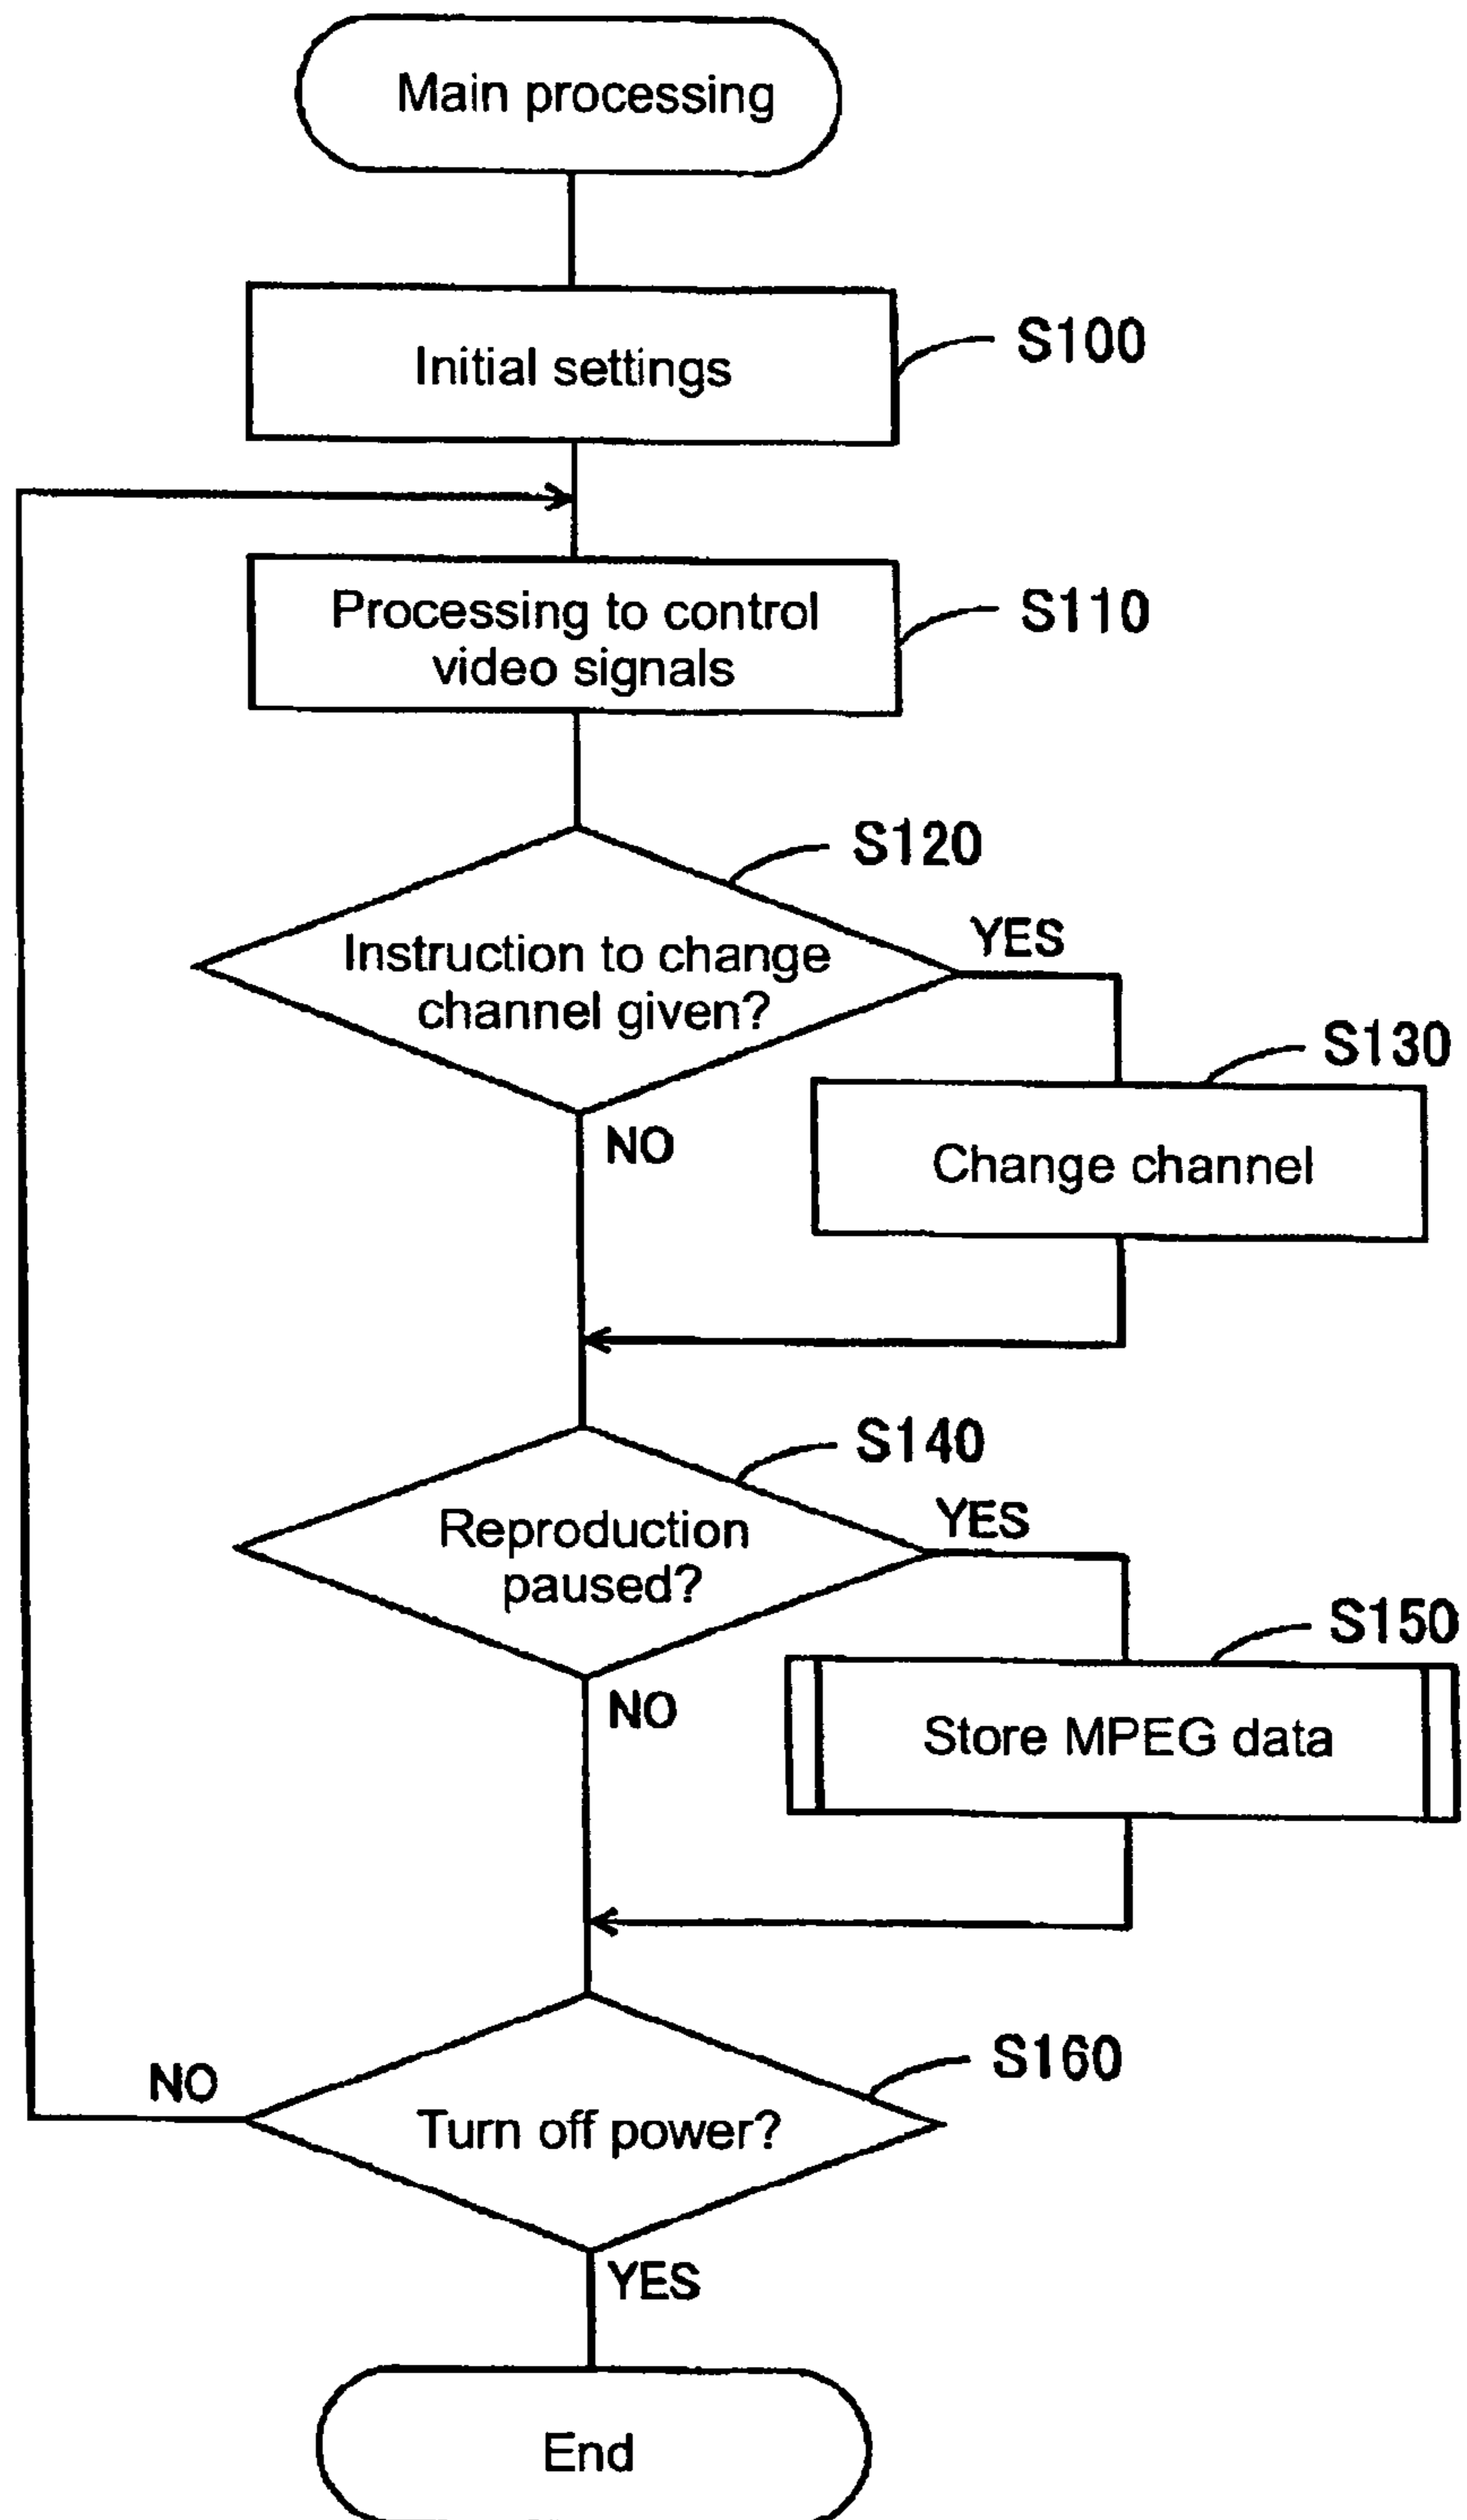 Main processing
Initial settings
S100
Processing to control
video signals
S110
S120
Instruction to change
channel given?
YES
NO
S130
Change channel
S140
Reproduction
paused?
YES
NO
S150
Store MPEG data
S160
Turn off power?
NO
YES
End